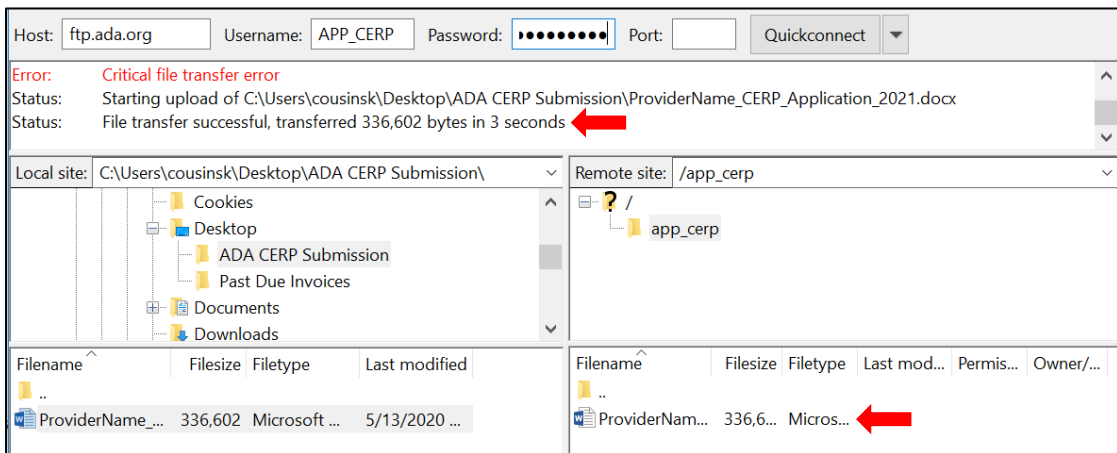 Host: ftp.ada.org Username: APP_CERP Password: ●●●●●●●●● Port: Quickconnect
Error: Critical file transfer error
Status: Starting upload of C:\Users\cousinsk\Desktop\ADA CERP Submission\ProviderName_CERP_Application_2021.docx
Status: File transfer successful, transferred 336,602 bytes in 3 seconds
Local site: C:\Users\cousinsk\Desktop\ADA CERP Submission\
Cookies
Desktop
ADA CERP Submission
Past Due Invoices
Documents
Downloads
Remote site: /app_cerp
? /
app_cerp
Filename Filesize Filetype Last modified
..
ProviderName_... 336,602 Microsoft ... 5/13/2020 ...
Filename Filesize Filetype Last mod... Permis... Owner/...
..
ProviderNam... 336,6... Micros...